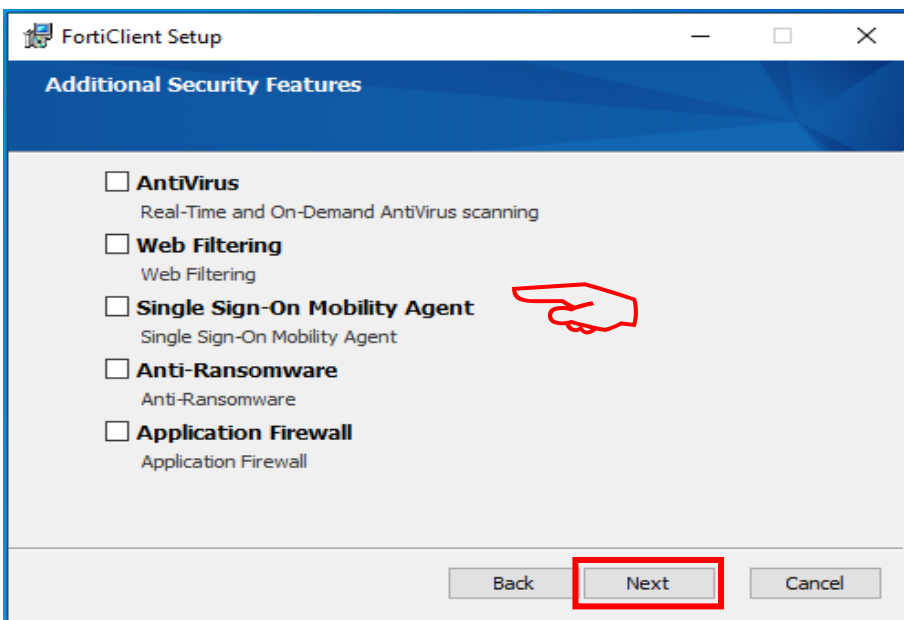 FortiClient Setup
Additional Security Features
AntiVirus
Real-Time and On-Demand AntiVirus scanning
Web Filtering
Web Filtering
Single Sign-On Mobility Agent
Single Sign-On Mobility Agent
Anti-Ransomware
Anti-Ransomware
Application Firewall
Application Firewall
Back Next Cancel